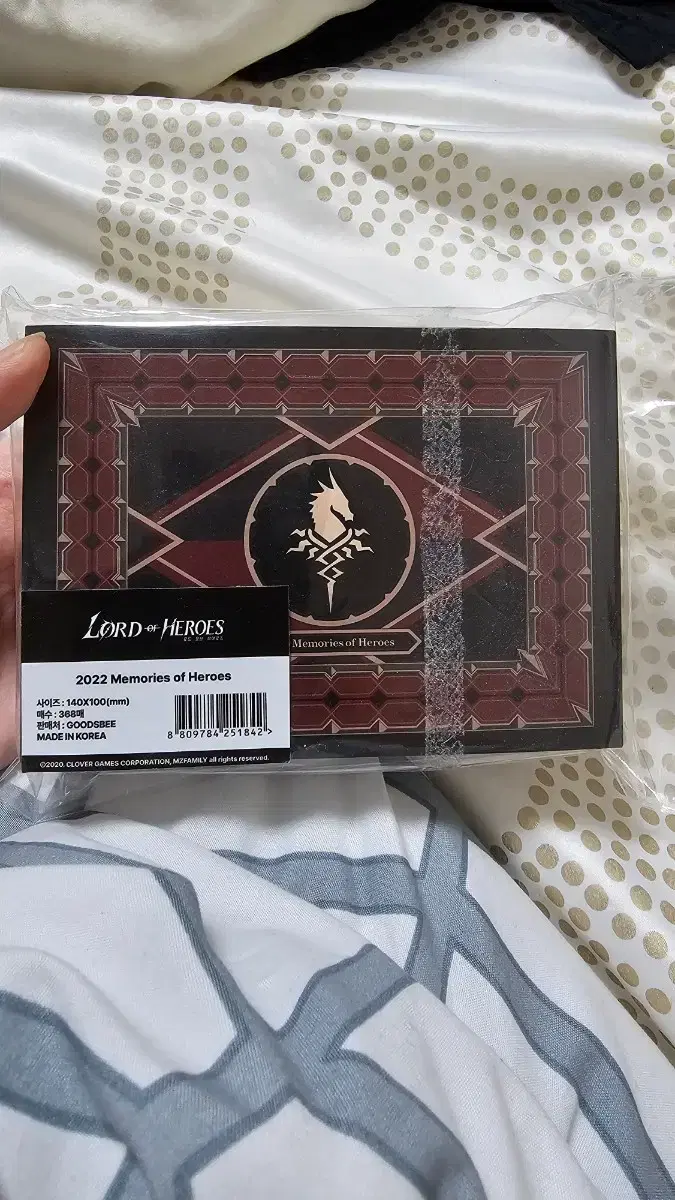 Memories of Heroes
LORD OF HEROES
2022 Memories of Heroes
사이즈 : 140X100(mm)
매수 : 368매
판매처 : GOODSBEE
MADE IN KOREA
8 809784 251842 >
©2020. CLOVER GAMES CORPORATION, MZFAMILY all rights reserved.